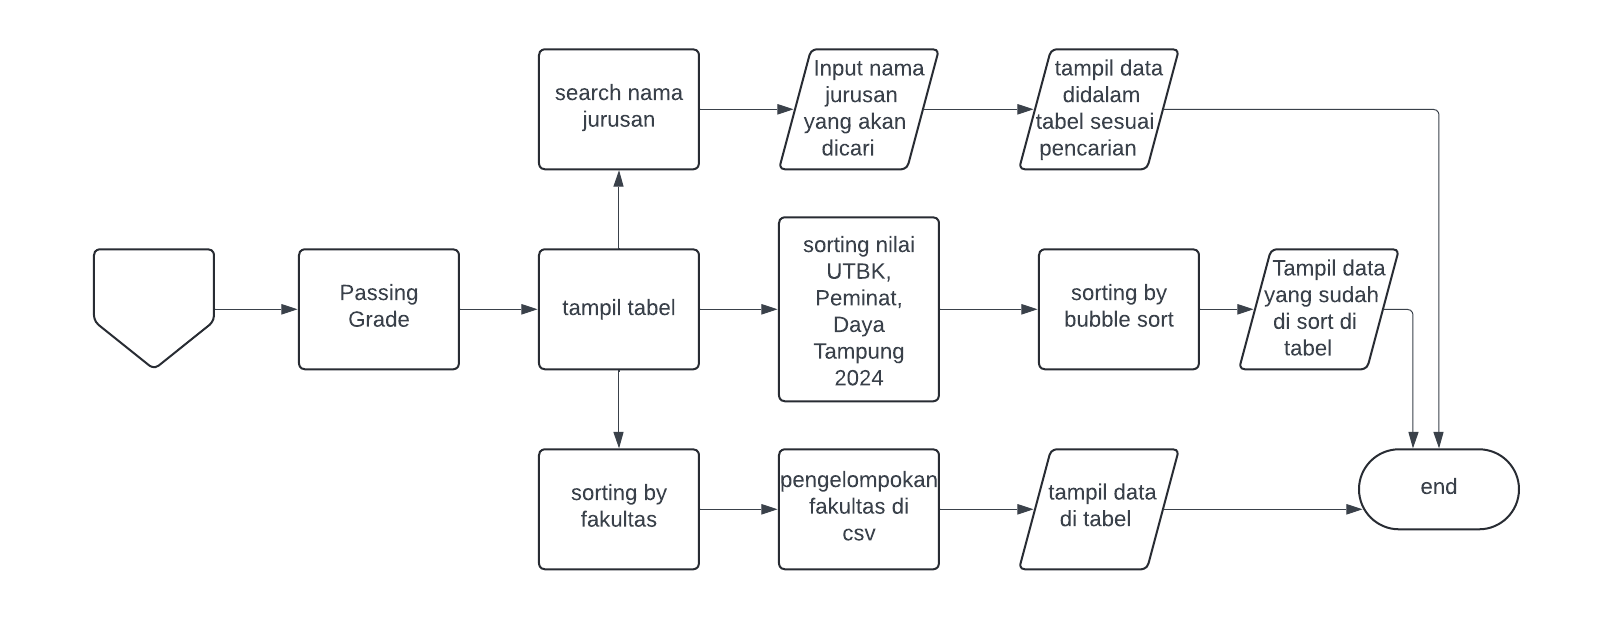 search nama
jurusan
Input nama
jurusan
yang akan
dicari
tampil data
didalam
tabel sesuai
pencarian
Passing
Grade
tampil tabel
sorting nilai
UTBK,
Peminat,
Daya
Tampung
2024
sorting by
bubble sort
Tampil data
yang sudah
di sort di
tabel
sorting by
fakultas
pengelompokan
fakultas di
csv
tampil data
di tabel
end